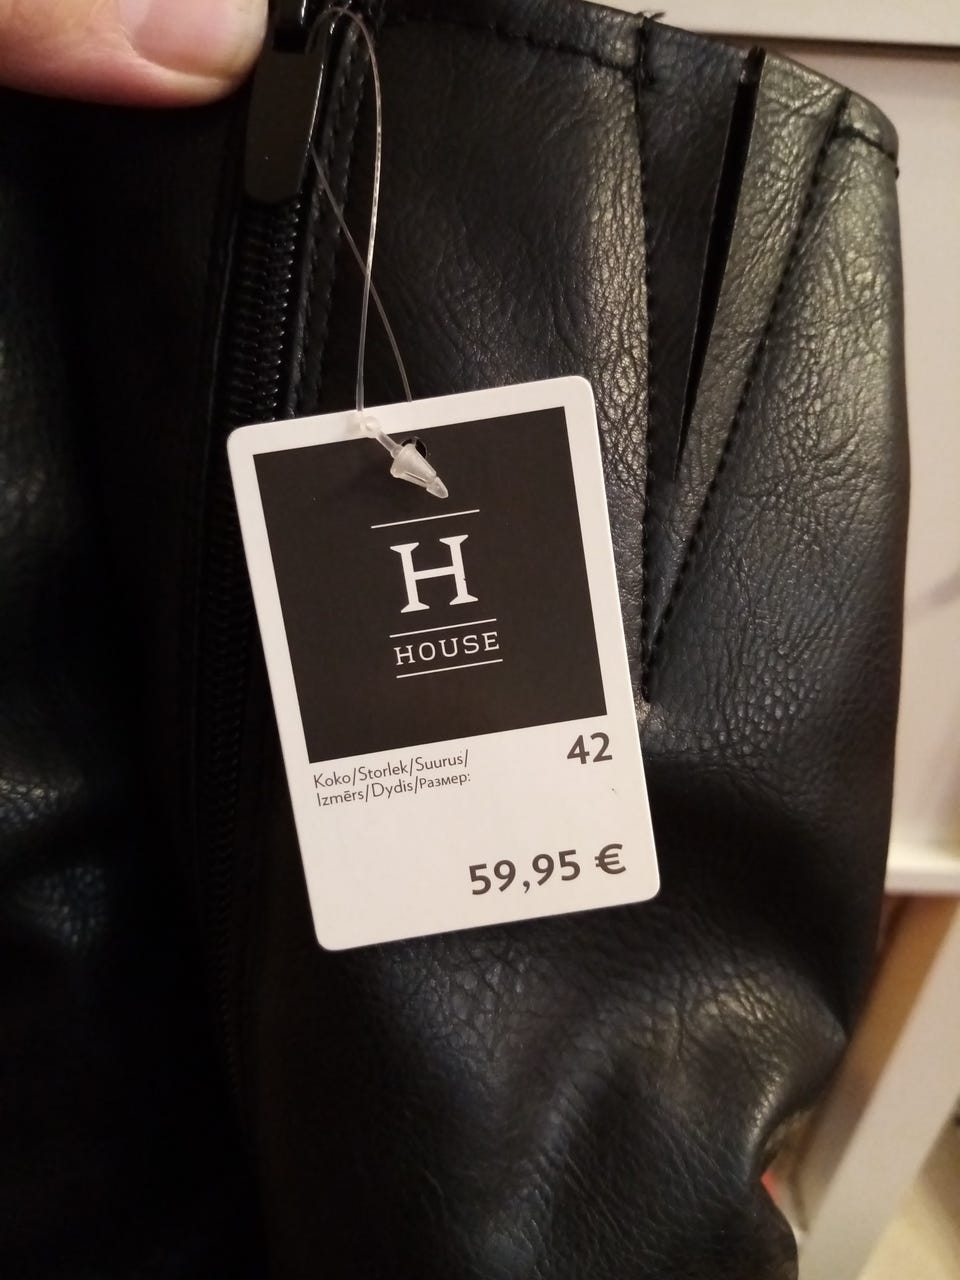 H
HOUSE
42
Koko/Storlek/Suurus/
Izmērs/Dydis/Размер:
59,95 €